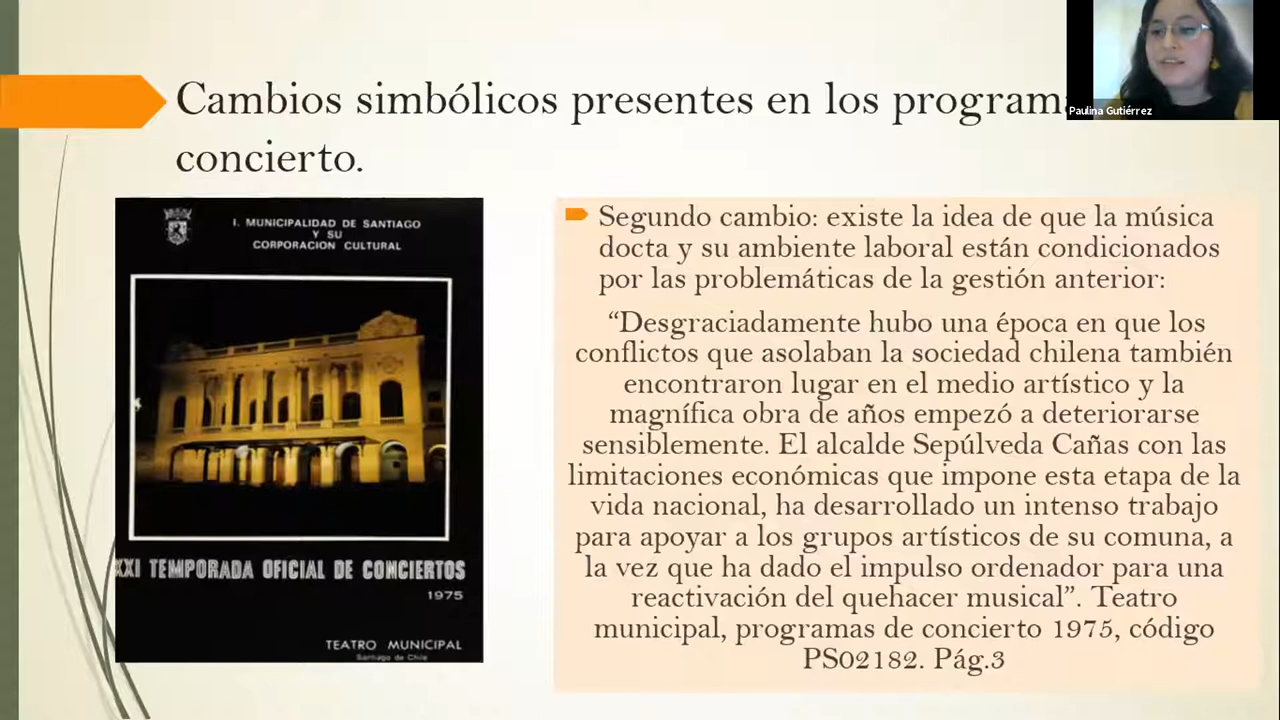 Cambios simbólicos presentes en los program
concierto.
Paulina Gutiérrez
I. MUNICIPALIDAD DE SANTIAGO
Y SU
CORPORACION CULTURAL
XXI TEMPORADA OFICIAL DE CONCIERTOS
1975
TEATRO MUNICIPAL
Santiago de Chile
Segundo cambio: existe la idea de que la música
docta y su ambiente laboral están condicionados
por las problemáticas de la gestión anterior:
“Desgraciadamente hubo una época en que los
conflictos que asolaban la sociedad chilena también
encontraron lugar en el medio artístico y la
magnífica obra de años empezó a deteriorarse
sensiblemente. El alcalde Sepúlveda Cañas con las
limitaciones económicas que impone esta etapa de la
vida nacional, ha desarrollado un intenso trabajo
para apoyar a los grupos artísticos de su comuna, a
la vez que ha dado el impulso ordenador para una
reactivación del quehacer musical”. Teatro
municipal, programas de concierto 1975, código
PS02182. Pág.3